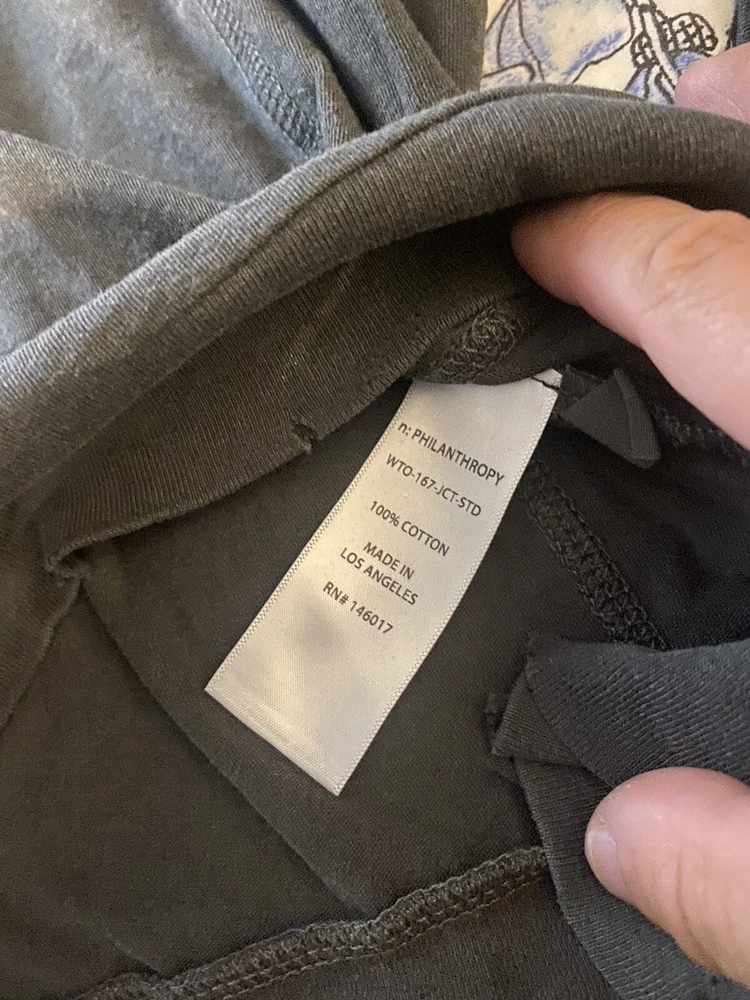 n: PHILANTHROPY
WTO-167-JCT-STD
100% COTTON
MADE IN
LOS ANGELES
RN# 146017